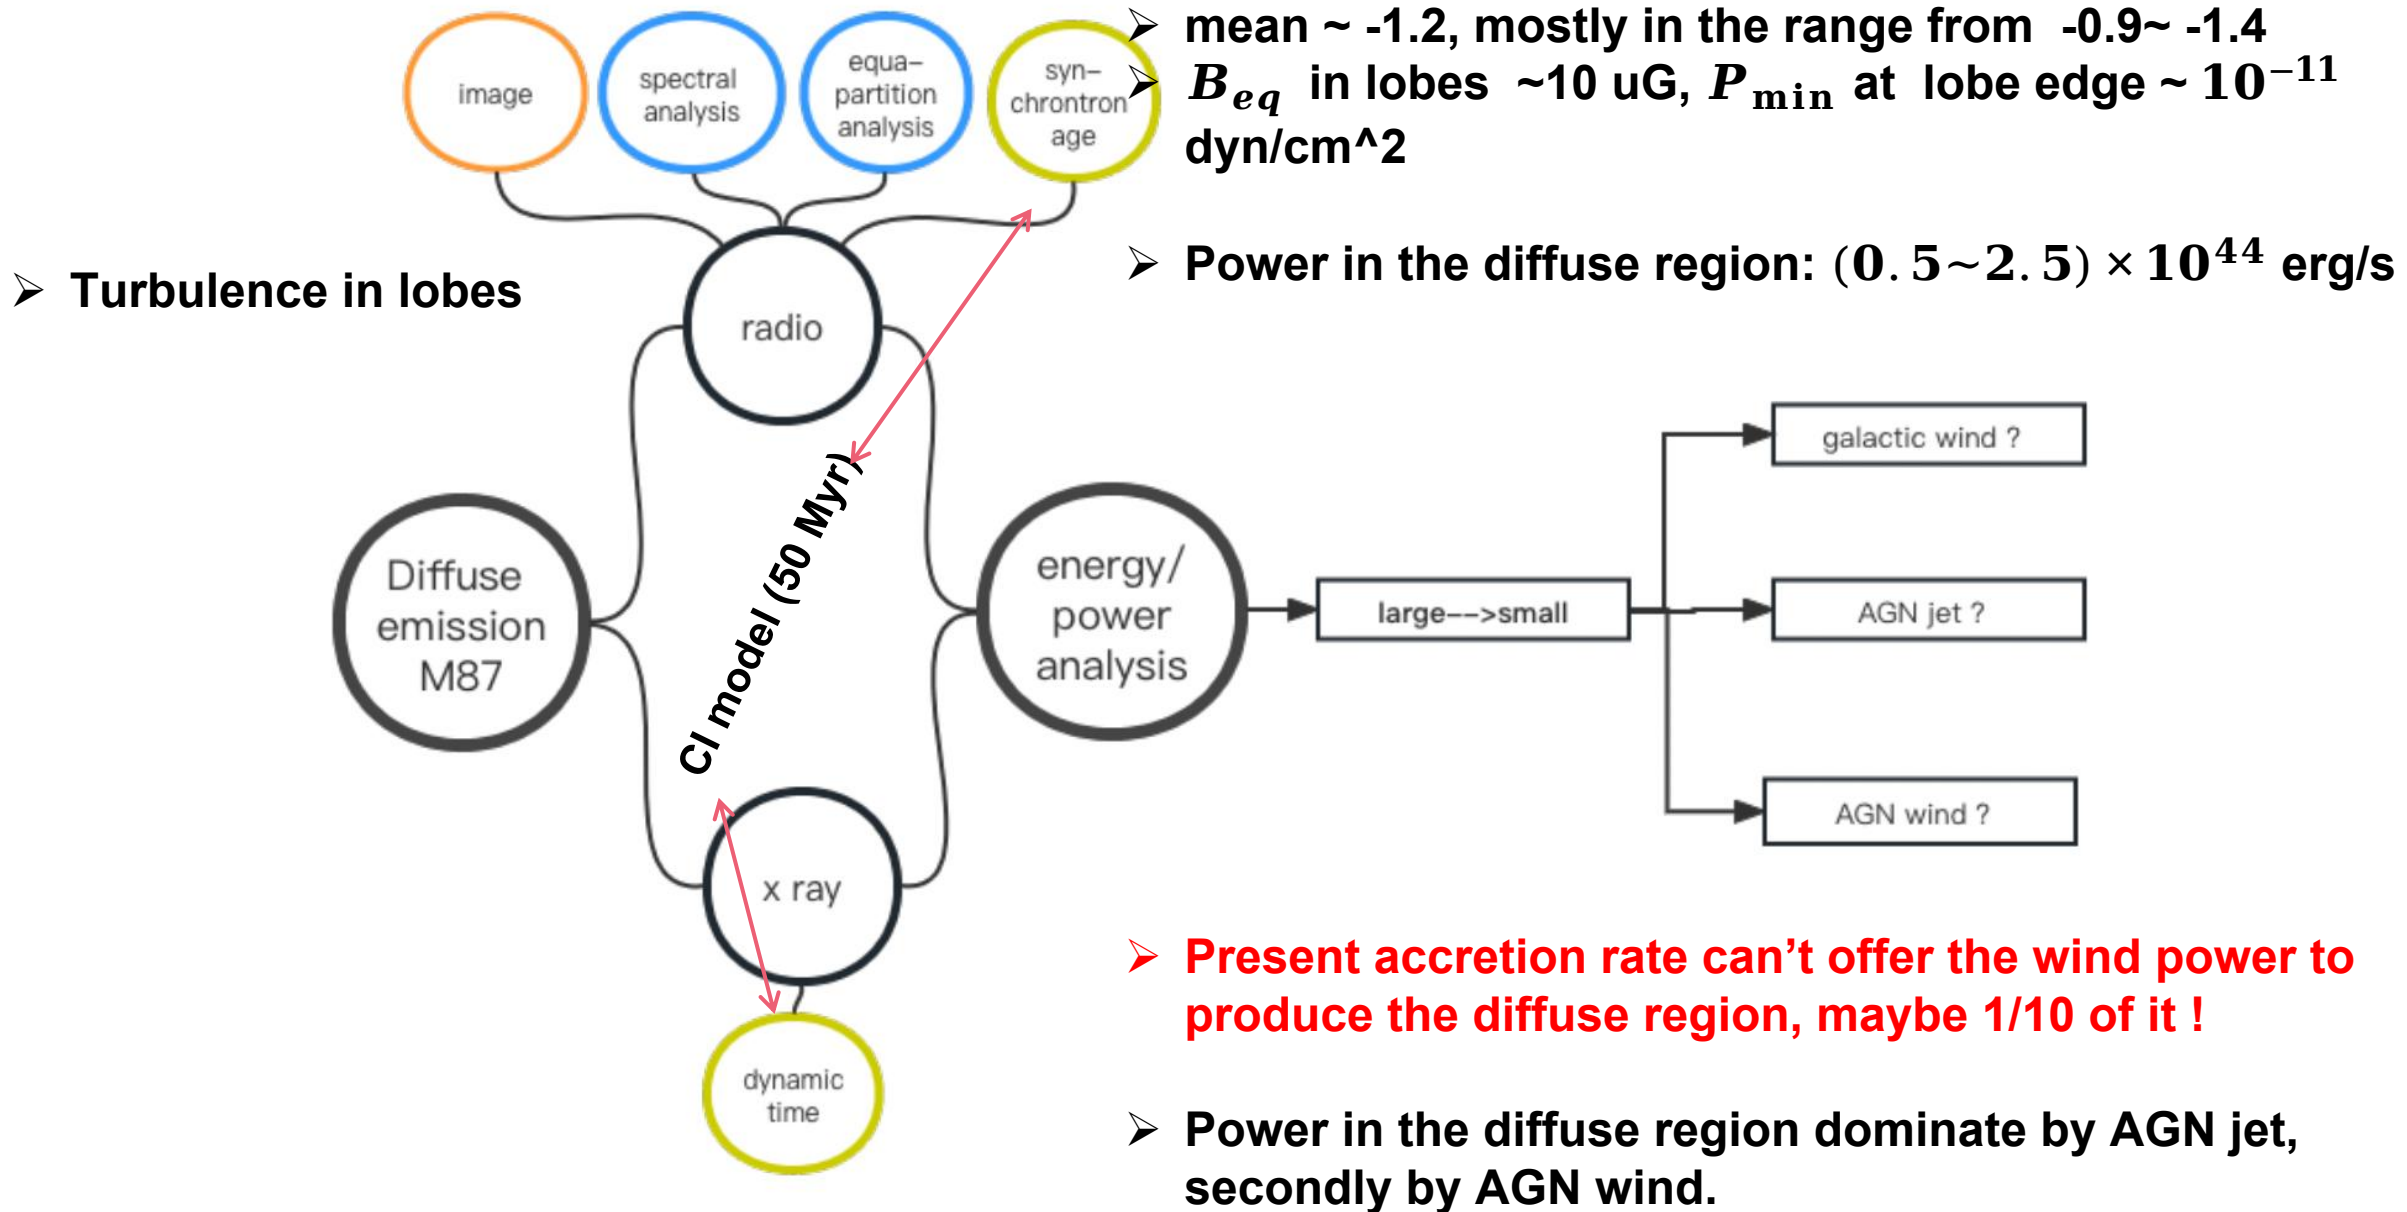 image
spectral
analysis
equa-
partition
analysis
syn-
chrontron
age
➢ mean ~ -1.2, mostly in the range from -0.9~ -1.4
➢ B_eq in lobes ~10 uG, P_min at lobe edge ~ 10^−11
dyn/cm^2
➢ Power in the diffuse region: (0.5~2.5) × 10^44 erg/s
➢ Turbulence in lobes
radio
CI model (50 Myr)
Diffuse
emission
M87
energy/
power
analysis
large-->small
galactic wind ?
AGN jet ?
AGN wind ?
x ray
dynamic
time
➢ Present accretion rate can’t offer the wind power to
produce the diffuse region, maybe 1/10 of it !
➢ Power in the diffuse region dominate by AGN jet,
secondly by AGN wind.